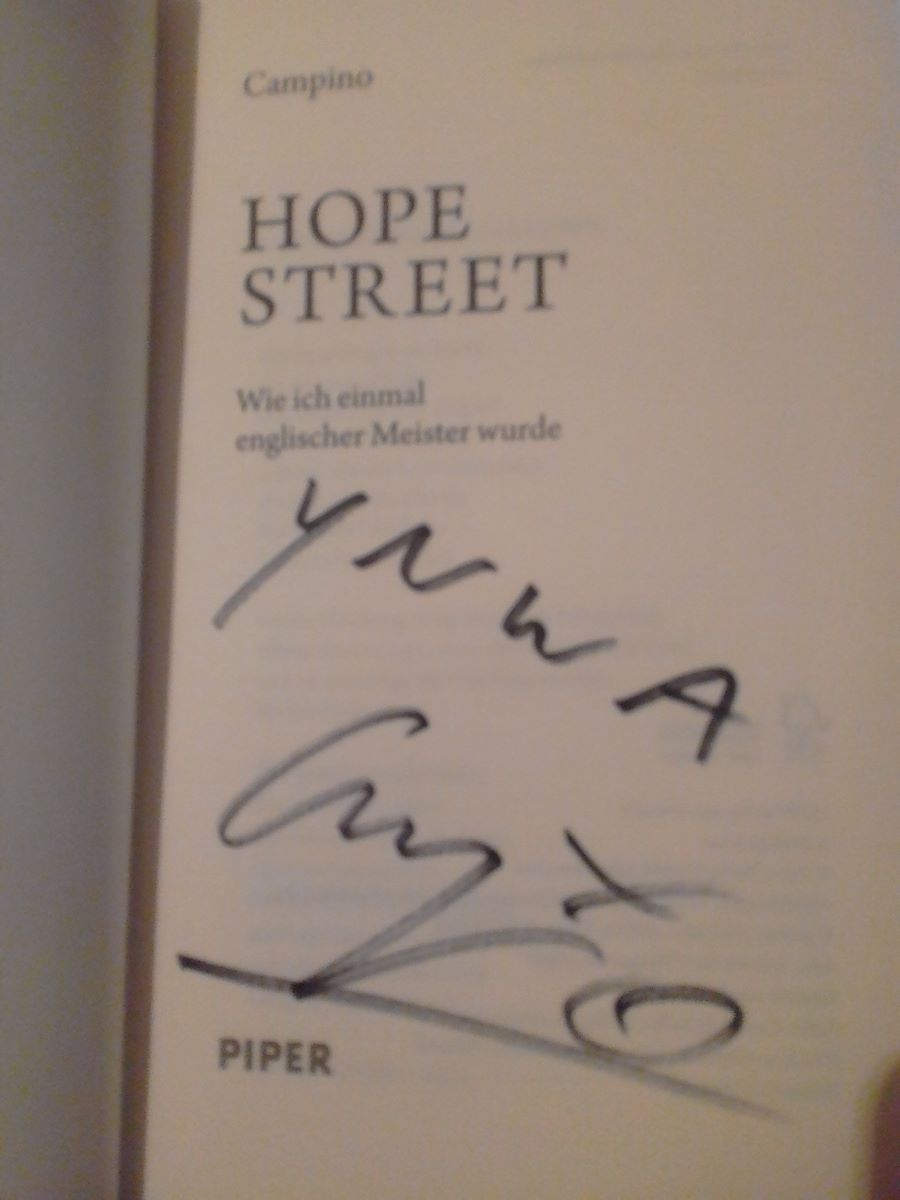 Campino
HOPE
STREET
Wie ich einmal
englischer Meister wurde
YNWA
PIPER